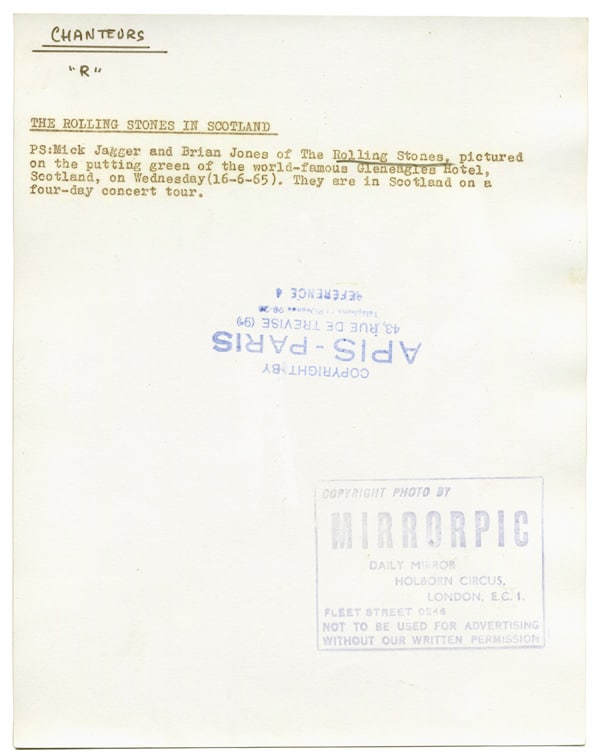 CHANTEURS
"R"
THE ROLLING STONES IN SCOTLAND
PS:Mick Jagger and Brian Jones of The Rolling Stones, pictured
on the putting green of the world-famous Gleneagles Hotel,
Scotland, on Wednesday(16-6-65). They are in Scotland on a
four-day concert tour.
COPYRIGHT BY
APIS - PARIS
43, RUE DE TREVISE (9e)
REFERENCE 4
COPYRIGHT PHOTO BY
MIRRORPIC
DAILY MIRROR
HOLBORN CIRCUS,
LONDON, E.C. 1.
FLEET STREET 0246
NOT TO BE USED FOR ADVERTISING
WITHOUT OUR WRITTEN PERMISSION